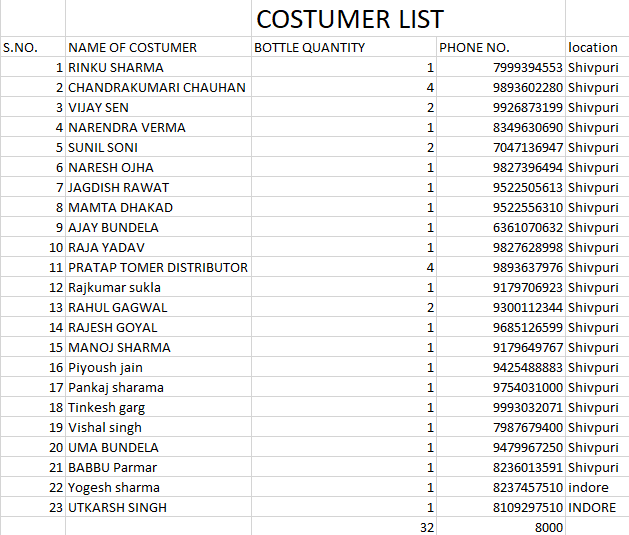 COSTUMER LIST
S.NO. NAME OF COSTUMER BOTTLE QUANTITY PHONE NO. location
1 RINKU SHARMA 1 7999394553 Shivpuri
2 CHANDRAKUMARI CHAUHAN 4 9893602280 Shivpuri
3 VIJAY SEN 2 9926873199 Shivpuri
4 NARENDRA VERMA 1 8349630690 Shivpuri
5 SUNIL SONI 2 7047136947 Shivpuri
6 NARESH OJHA 1 9827396494 Shivpuri
7 JAGDISH RAWAT 1 9522505613 Shivpuri
8 MAMTA DHAKAD 1 9522556310 Shivpuri
9 AJAY BUNDELA 1 6361070632 Shivpuri
10 RAJA YADAV 1 9827628998 Shivpuri
11 PRATAP TOMER DISTRIBUTOR 4 9893637976 Shivpuri
12 Rajkumar sukla 1 9179706923 Shivpuri
13 RAHUL GAGWAL 2 9300112344 Shivpuri
14 RAJESH GOYAL 1 9685126599 Shivpuri
15 MANOJ SHARMA 1 9179649767 Shivpuri
16 Piyoush jain 1 9425488883 Shivpuri
17 Pankaj sharama 1 9754031000 Shivpuri
18 Tinkesh garg 1 9993032071 Shivpuri
19 Vishal singh 1 7987679400 Shivpuri
20 UMA BUNDELA 1 9479967250 Shivpuri
21 BABBU Parmar 1 8236013591 Shivpuri
22 Yogesh sharma 1 8237457510 indore
23 UTKARSH SINGH 1 8109297510 INDORE
32 8000